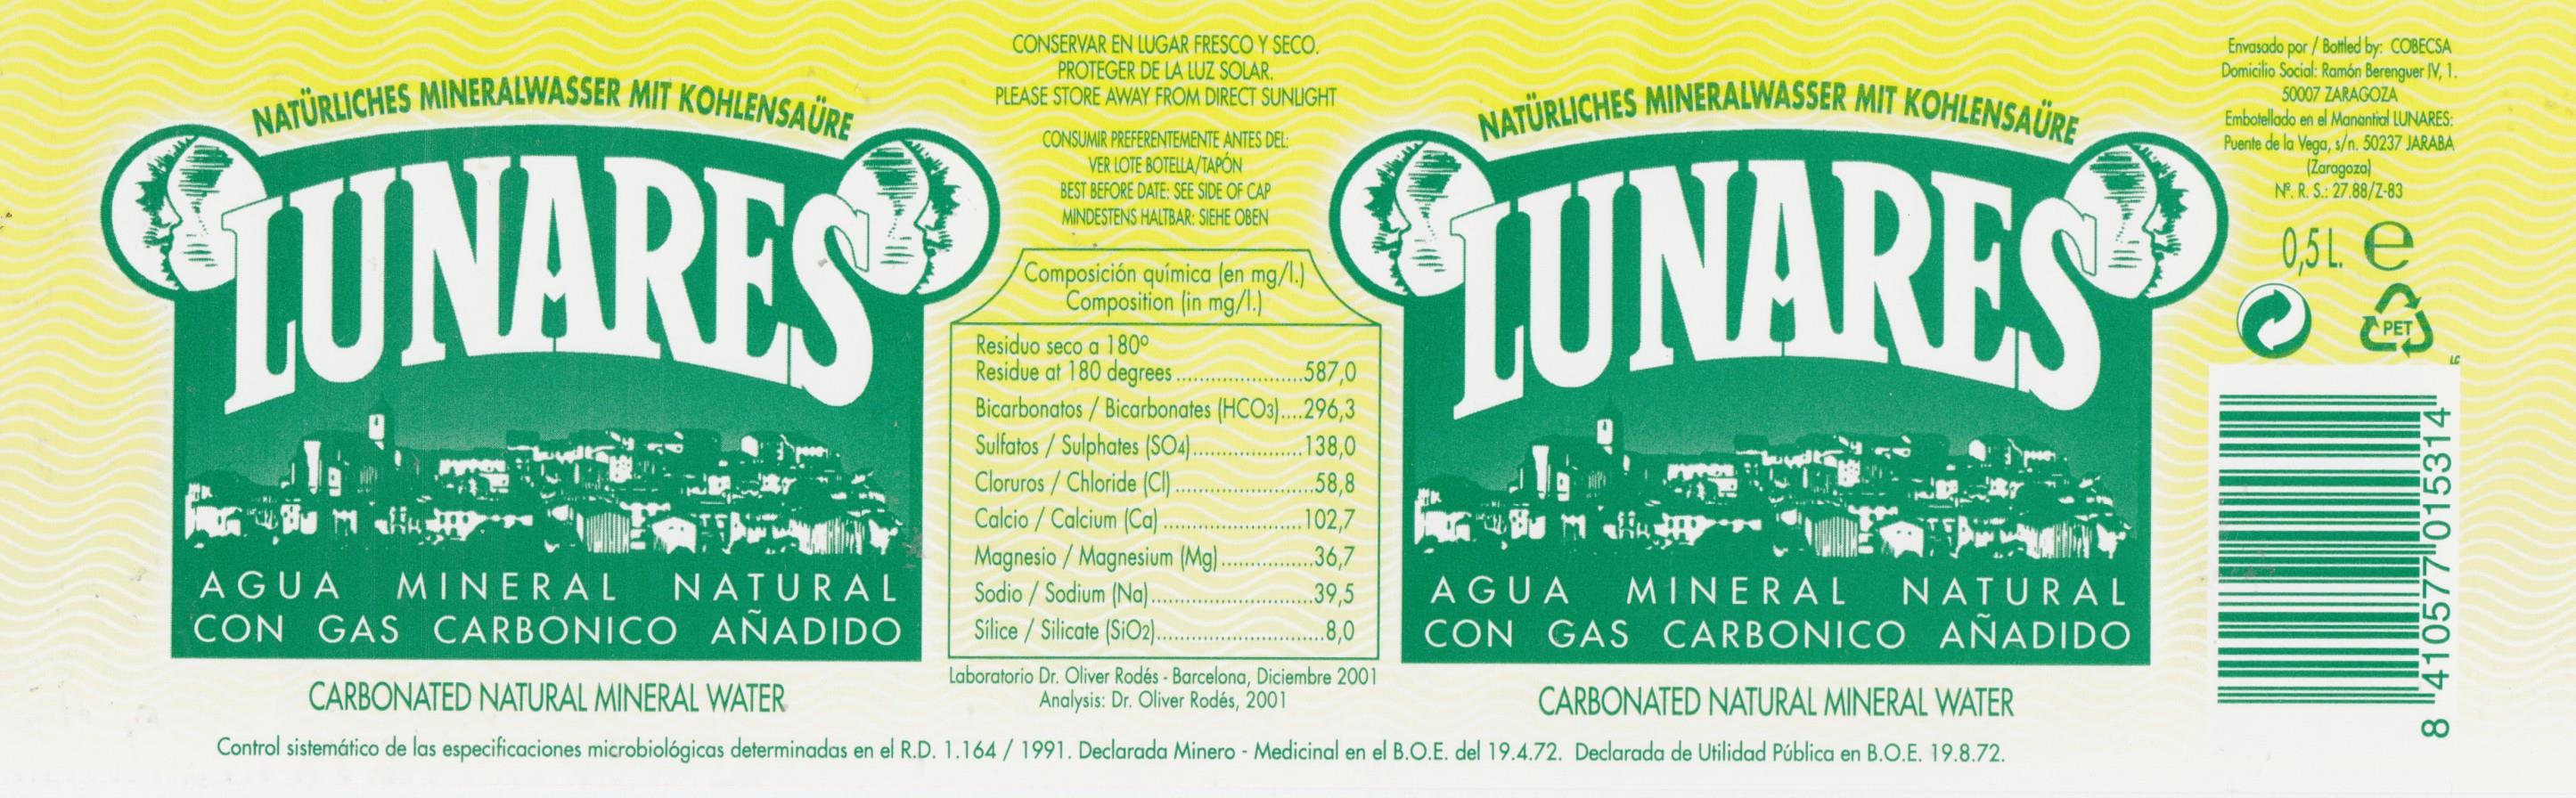 NATÜRLICHES MINERALWASSER MIT KOHLENSAÜRE
LUNARES
AGUA MINERAL NATURAL
CON GAS CARBONICO AÑADIDO
CARBONATED NATURAL MINERAL WATER
CONSERVAR EN LUGAR FRESCO Y SECO.
PROTEGER DE LA LUZ SOLAR.
PLEASE STORE AWAY FROM DIRECT SUNLIGHT
CONSUMIR PREFERENTEMENTE ANTES DEL:
VER LOTE BOTELLA/TAPÓN
BEST BEFORE DATE: SEE SIDE OF CAP
MINDESTENS HALTBAR: SIEHE OBEN
Composición química (en mg/l.)
Composition (in mg/l.)
Residuo seco a 180º
Residue at 180 degrees ......................587,0
Bicarbonatos / Bicarbonates (HCO3)....296,3
Sulfatos / Sulphates (SO4)...................138,0
Cloruros / Chloride (Cl) ........................58,8
Calcio / Calcium (Ca) ........................102,7
Magnesio / Magnesium (Mg)................36,7
Sodio / Sodium (Na)............................39,5
Sílice / Silicate (SiO2).............................8,0
Laboratorio Dr. Oliver Rodés - Barcelona, Diciembre 2001
Analysis: Dr. Oliver Rodés, 2001
NATÜRLICHES MINERALWASSER MIT KOHLENSAÜRE
LUNARES
AGUA MINERAL NATURAL
CON GAS CARBONICO AÑADIDO
CARBONATED NATURAL MINERAL WATER
Envasado por / Bottled by: COBECSA
Domicilio Social: Ramón Berenguer IV, 1.
50007 ZARAGOZA
Embotellado en el Manantial LUNARES:
Puente de la Vega, s/n. 50237 JARABA
(Zaragoza)
Nº. R. S.: 27.88/Z-83
0,5 L. e
PET
LC
8 410577 015314
Control sistemático de las especificaciones microbiológicas determinadas en el R.D. 1.164 / 1991. Declarada Minero - Medicinal en el B.O.E. del 19.4.72. Declarada de Utilidad Pública en B.O.E. 19.8.72.